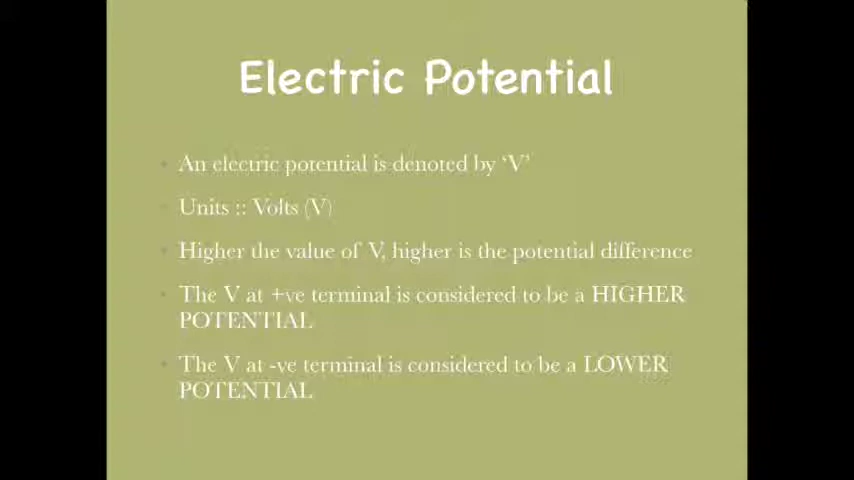 Electric Potential
An electric potential is denoted by ‘V’
Units :: Volts (V)
Higher the value of V, higher is the potential difference
The V at +ve terminal is considered to be a HIGHER
POTENTIAL
The V at -ve terminal is considered to be a LOWER
POTENTIAL